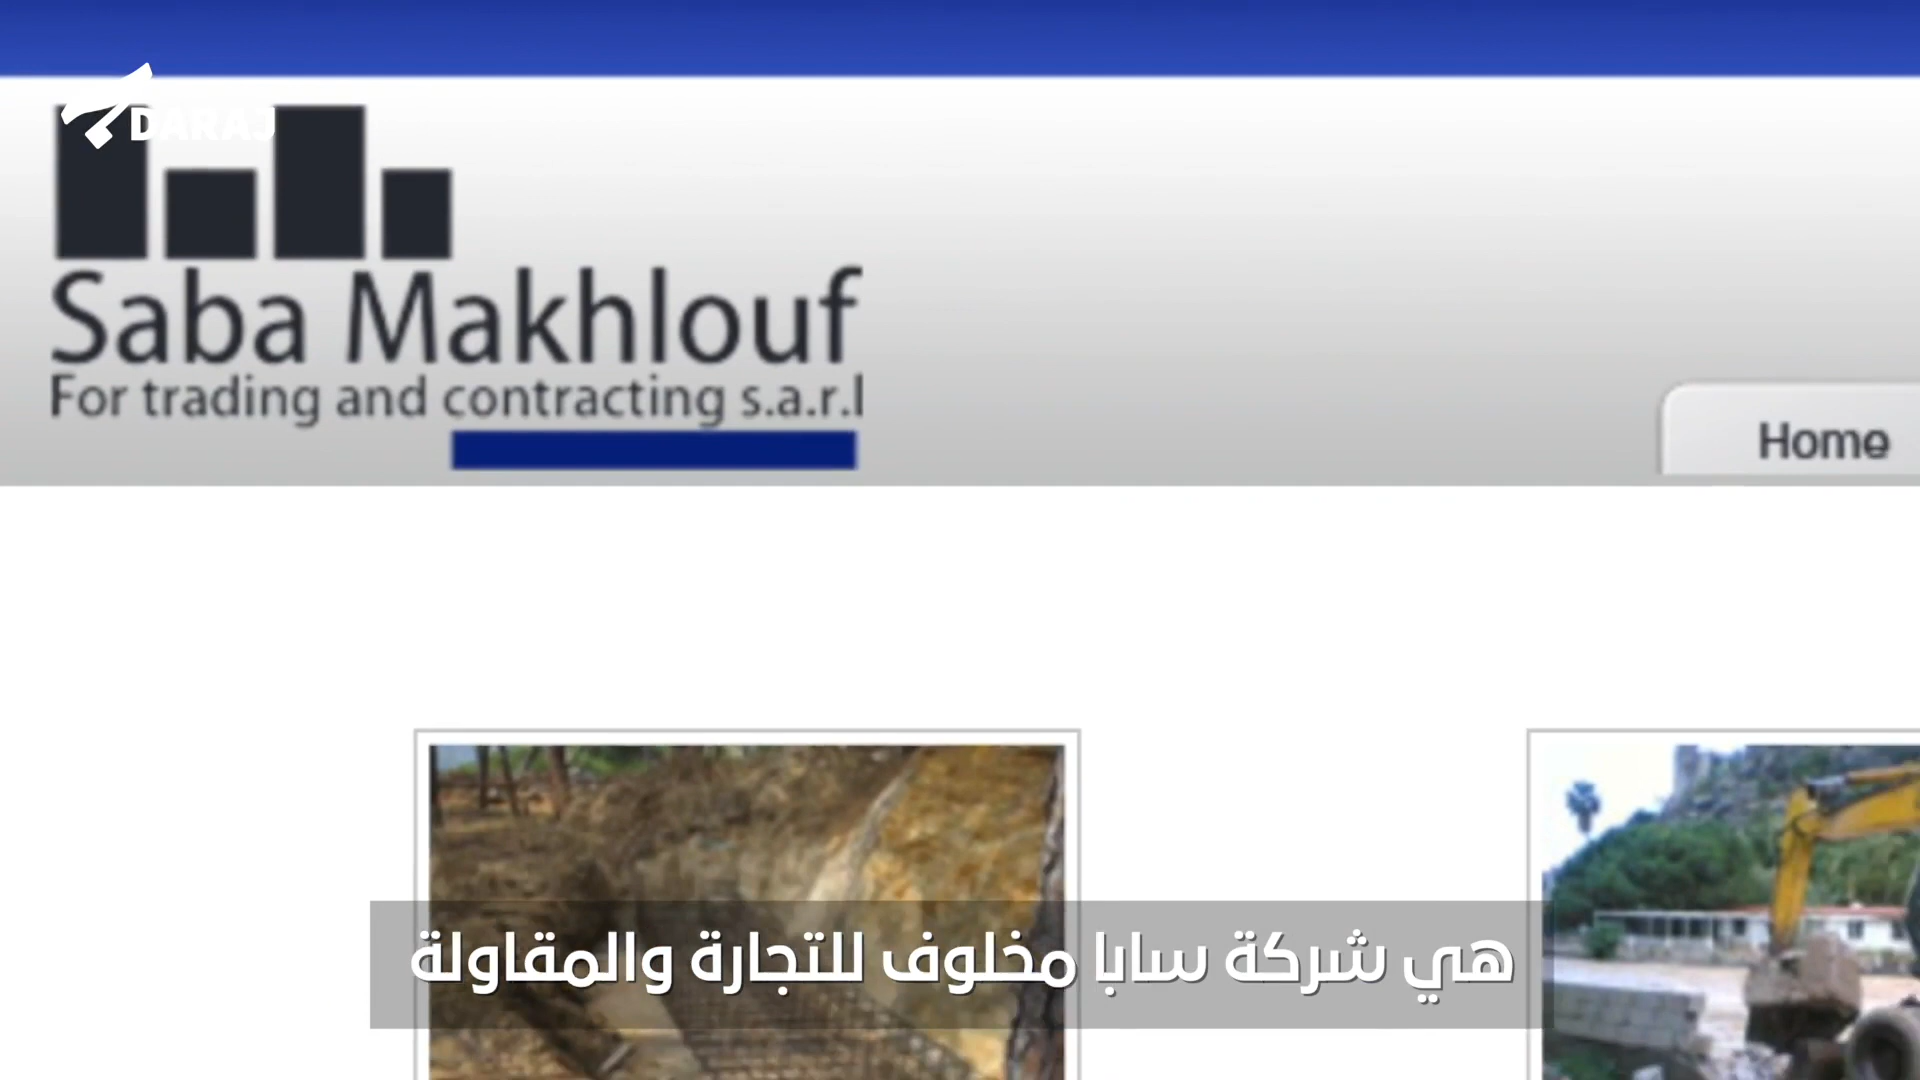 DARAJ
Saba Makhlouf
For trading and contracting s.a.r.l
Home
هي شركة سابا مخلوف للتجارة والمقاولة